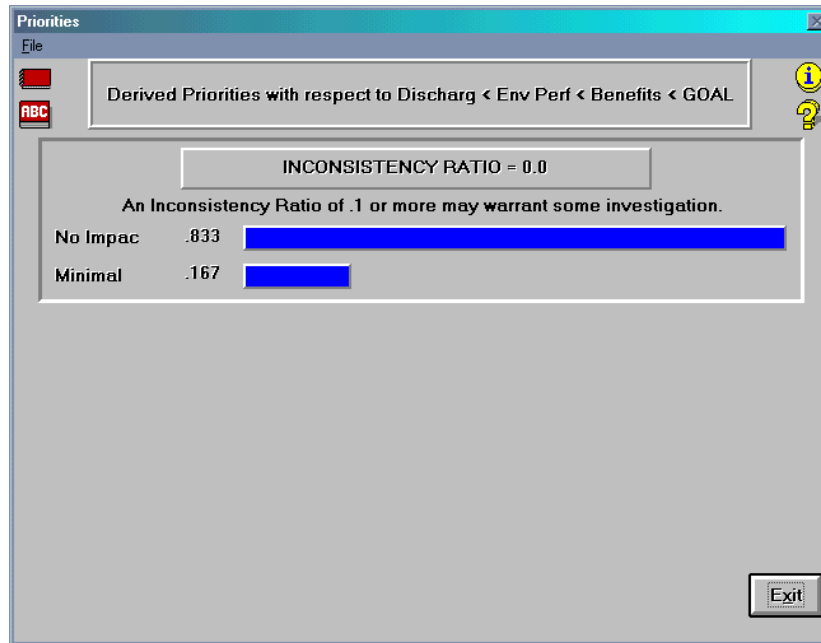 Priorities
File
ABC
Derived Priorities with respect to Discharg < Env Perf < Benefits < GOAL
INCONSISTENCY RATIO = 0.0
An Inconsistency Ratio of .1 or more may warrant some investigation.
No Impac .833
Minimal .167
Exit